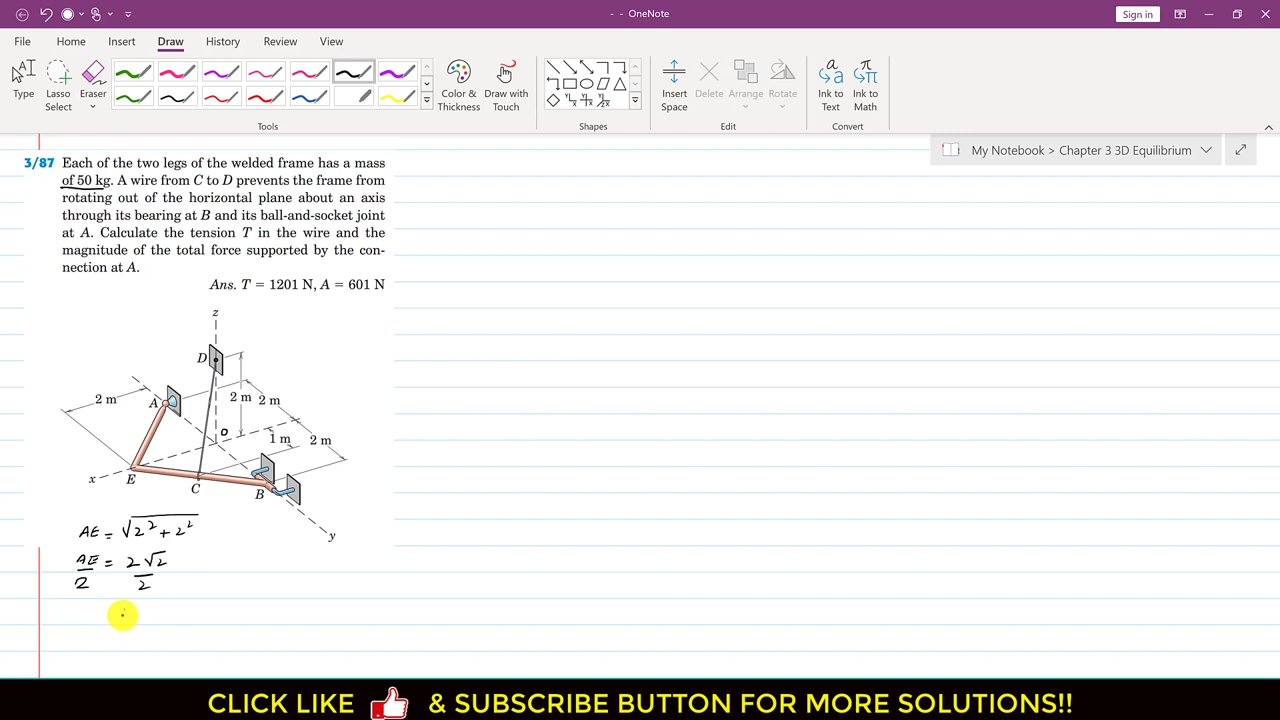 - - OneNote
Sign in
File Home Insert Draw History Review View
Type Lasso Select Eraser
Color & Thickness Draw with Touch
Insert Space Delete Arrange Rotate
Ink to Text Ink to Math
Tools Shapes Edit Convert
My Notebook > Chapter 3 3D Equilibrium
3/87 Each of the two legs of the welded frame has a mass
of 50 kg. A wire from C to D prevents the frame from
rotating out of the horizontal plane about an axis
through its bearing at B and its ball-and-socket joint
at A. Calculate the tension T in the wire and the
magnitude of the total force supported by the con-
nection at A.
Ans. T = 1201 N, A = 601 N
z
D
2 m
A
2 m 2 m
O
1 m
2 m
x
E
C
B
y
AE = √2² + 2²
AE/2 = 2√2/2
CLICK LIKE & SUBSCRIBE BUTTON FOR MORE SOLUTIONS!!